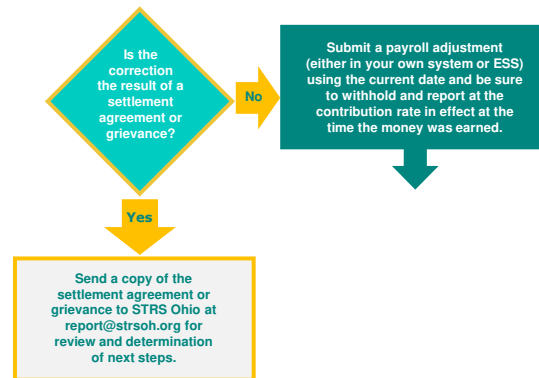 Is the
correction
the result of a
settlement
agreement or
grievance?
No
Submit a payroll adjustment
(either in your own system or ESS)
using the current date and be sure
to withhold and report at the
contribution rate in effect at the
time the money was earned.
Yes
Send a copy of the
settlement agreement or
grievance to STRS Ohio at
report@strsoh.org for
review and determination
of next steps.